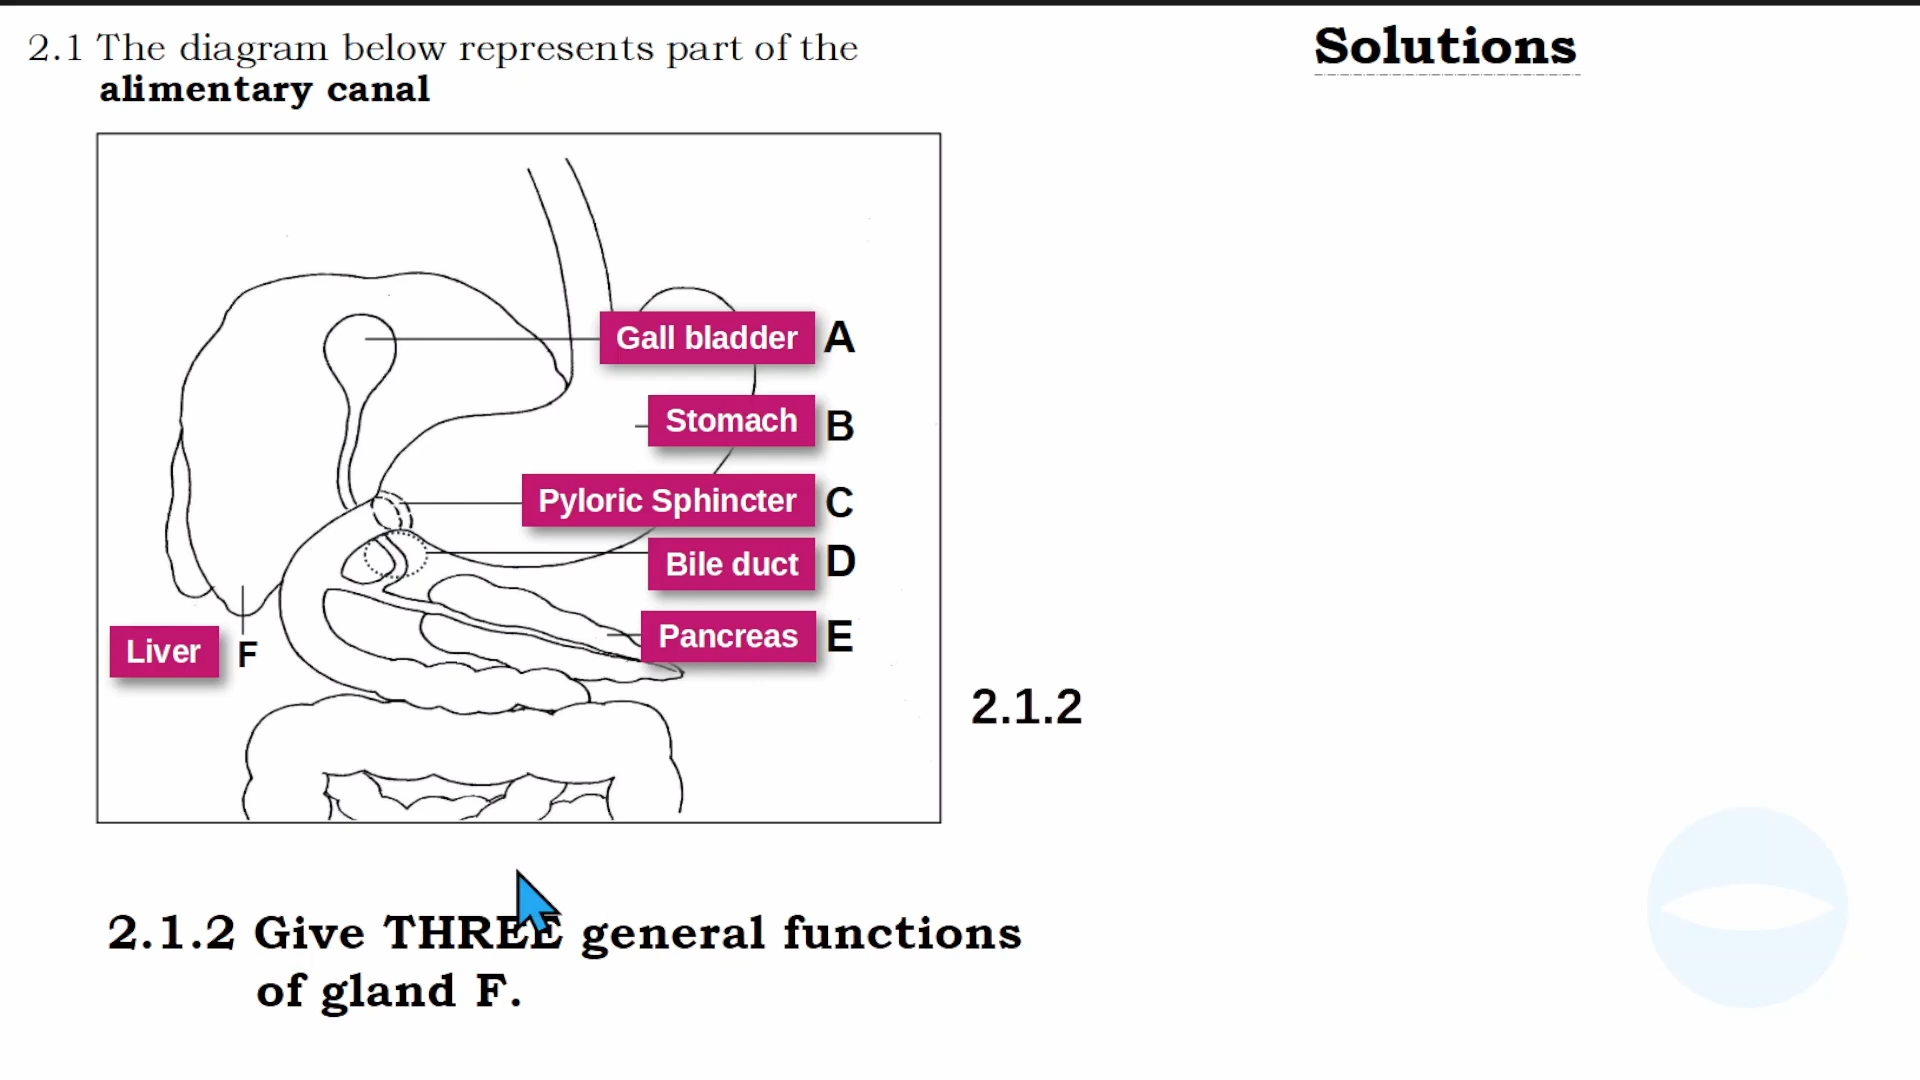 2.1 The diagram below represents part of the
alimentary canal
Solutions
Gall bladder A
Stomach B
Pyloric Sphincter C
Bile duct D
Pancreas E
Liver F
2.1.2
2.1.2 Give THREE general functions
of gland F.